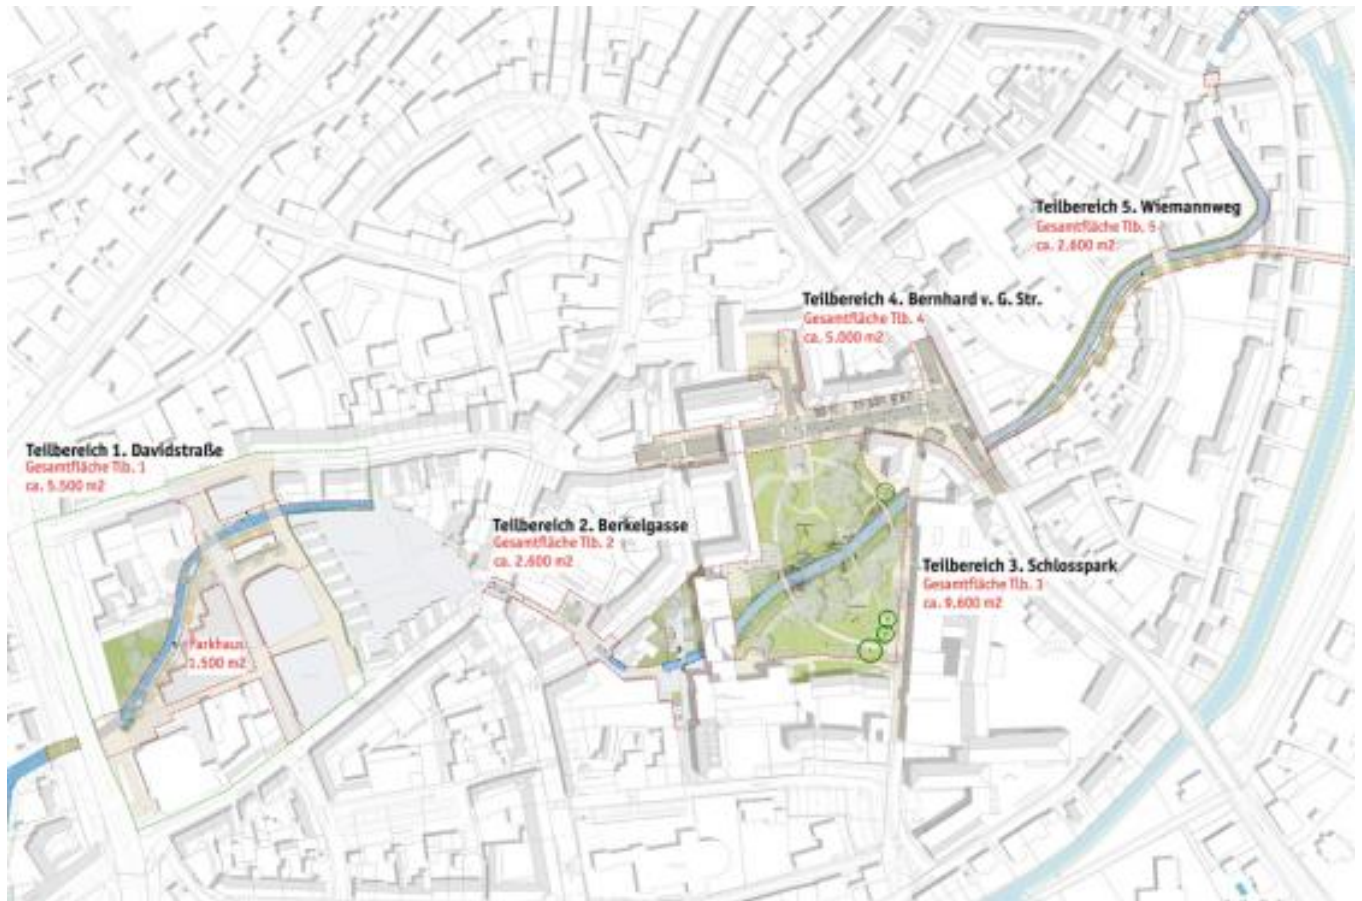 Teilbereich 5. Wiemannweg
Gesamtfläche Tlb. 5
ca. 2.600 m2
Teilbereich 4. Bernhard v. G. Str.
Gesamtfläche Tlb. 4
ca. 5.000 m2
Teilbereich 1. Davidstraße
Gesamtfläche Tlb. 1
ca. 5.500 m2
Teilbereich 2. Berkelgasse
Gesamtfläche Tlb. 2
ca. 2.600 m2
Teilbereich 3. Schlosspark
Gesamtfläche Tlb. 3
ca. 9.600 m2
Parkhaus
1.500 m2